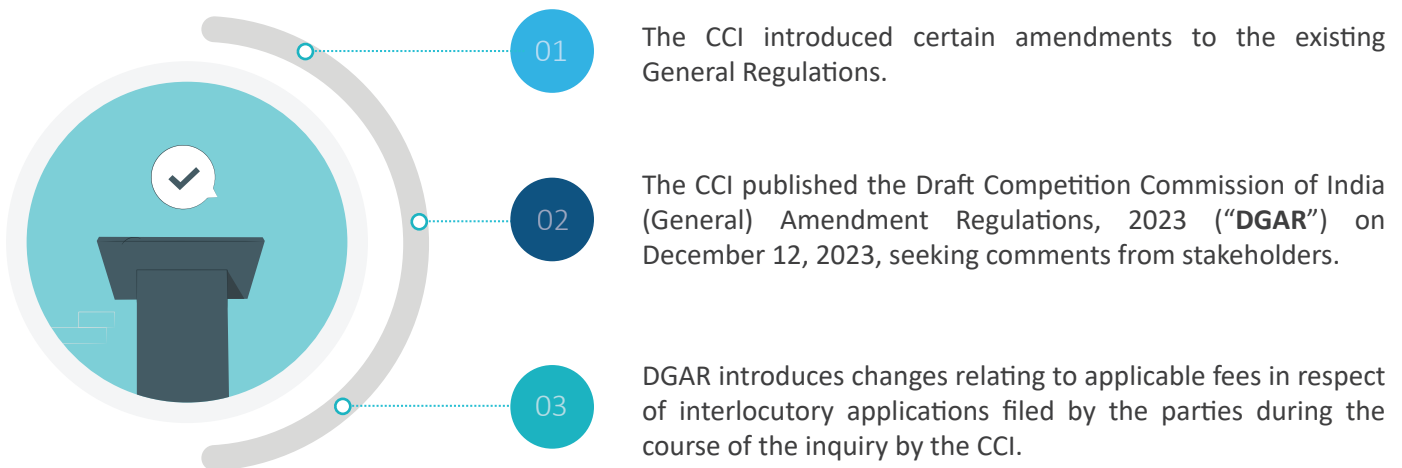 01
The CCI introduced certain amendments to the existing
General Regulations.
02
The CCI published the Draft Competition Commission of India
(General) Amendment Regulations, 2023 (“DGAR”) on
December 12, 2023, seeking comments from stakeholders.
03
DGAR introduces changes relating to applicable fees in respect
of interlocutory applications filed by the parties during the
course of the inquiry by the CCI.